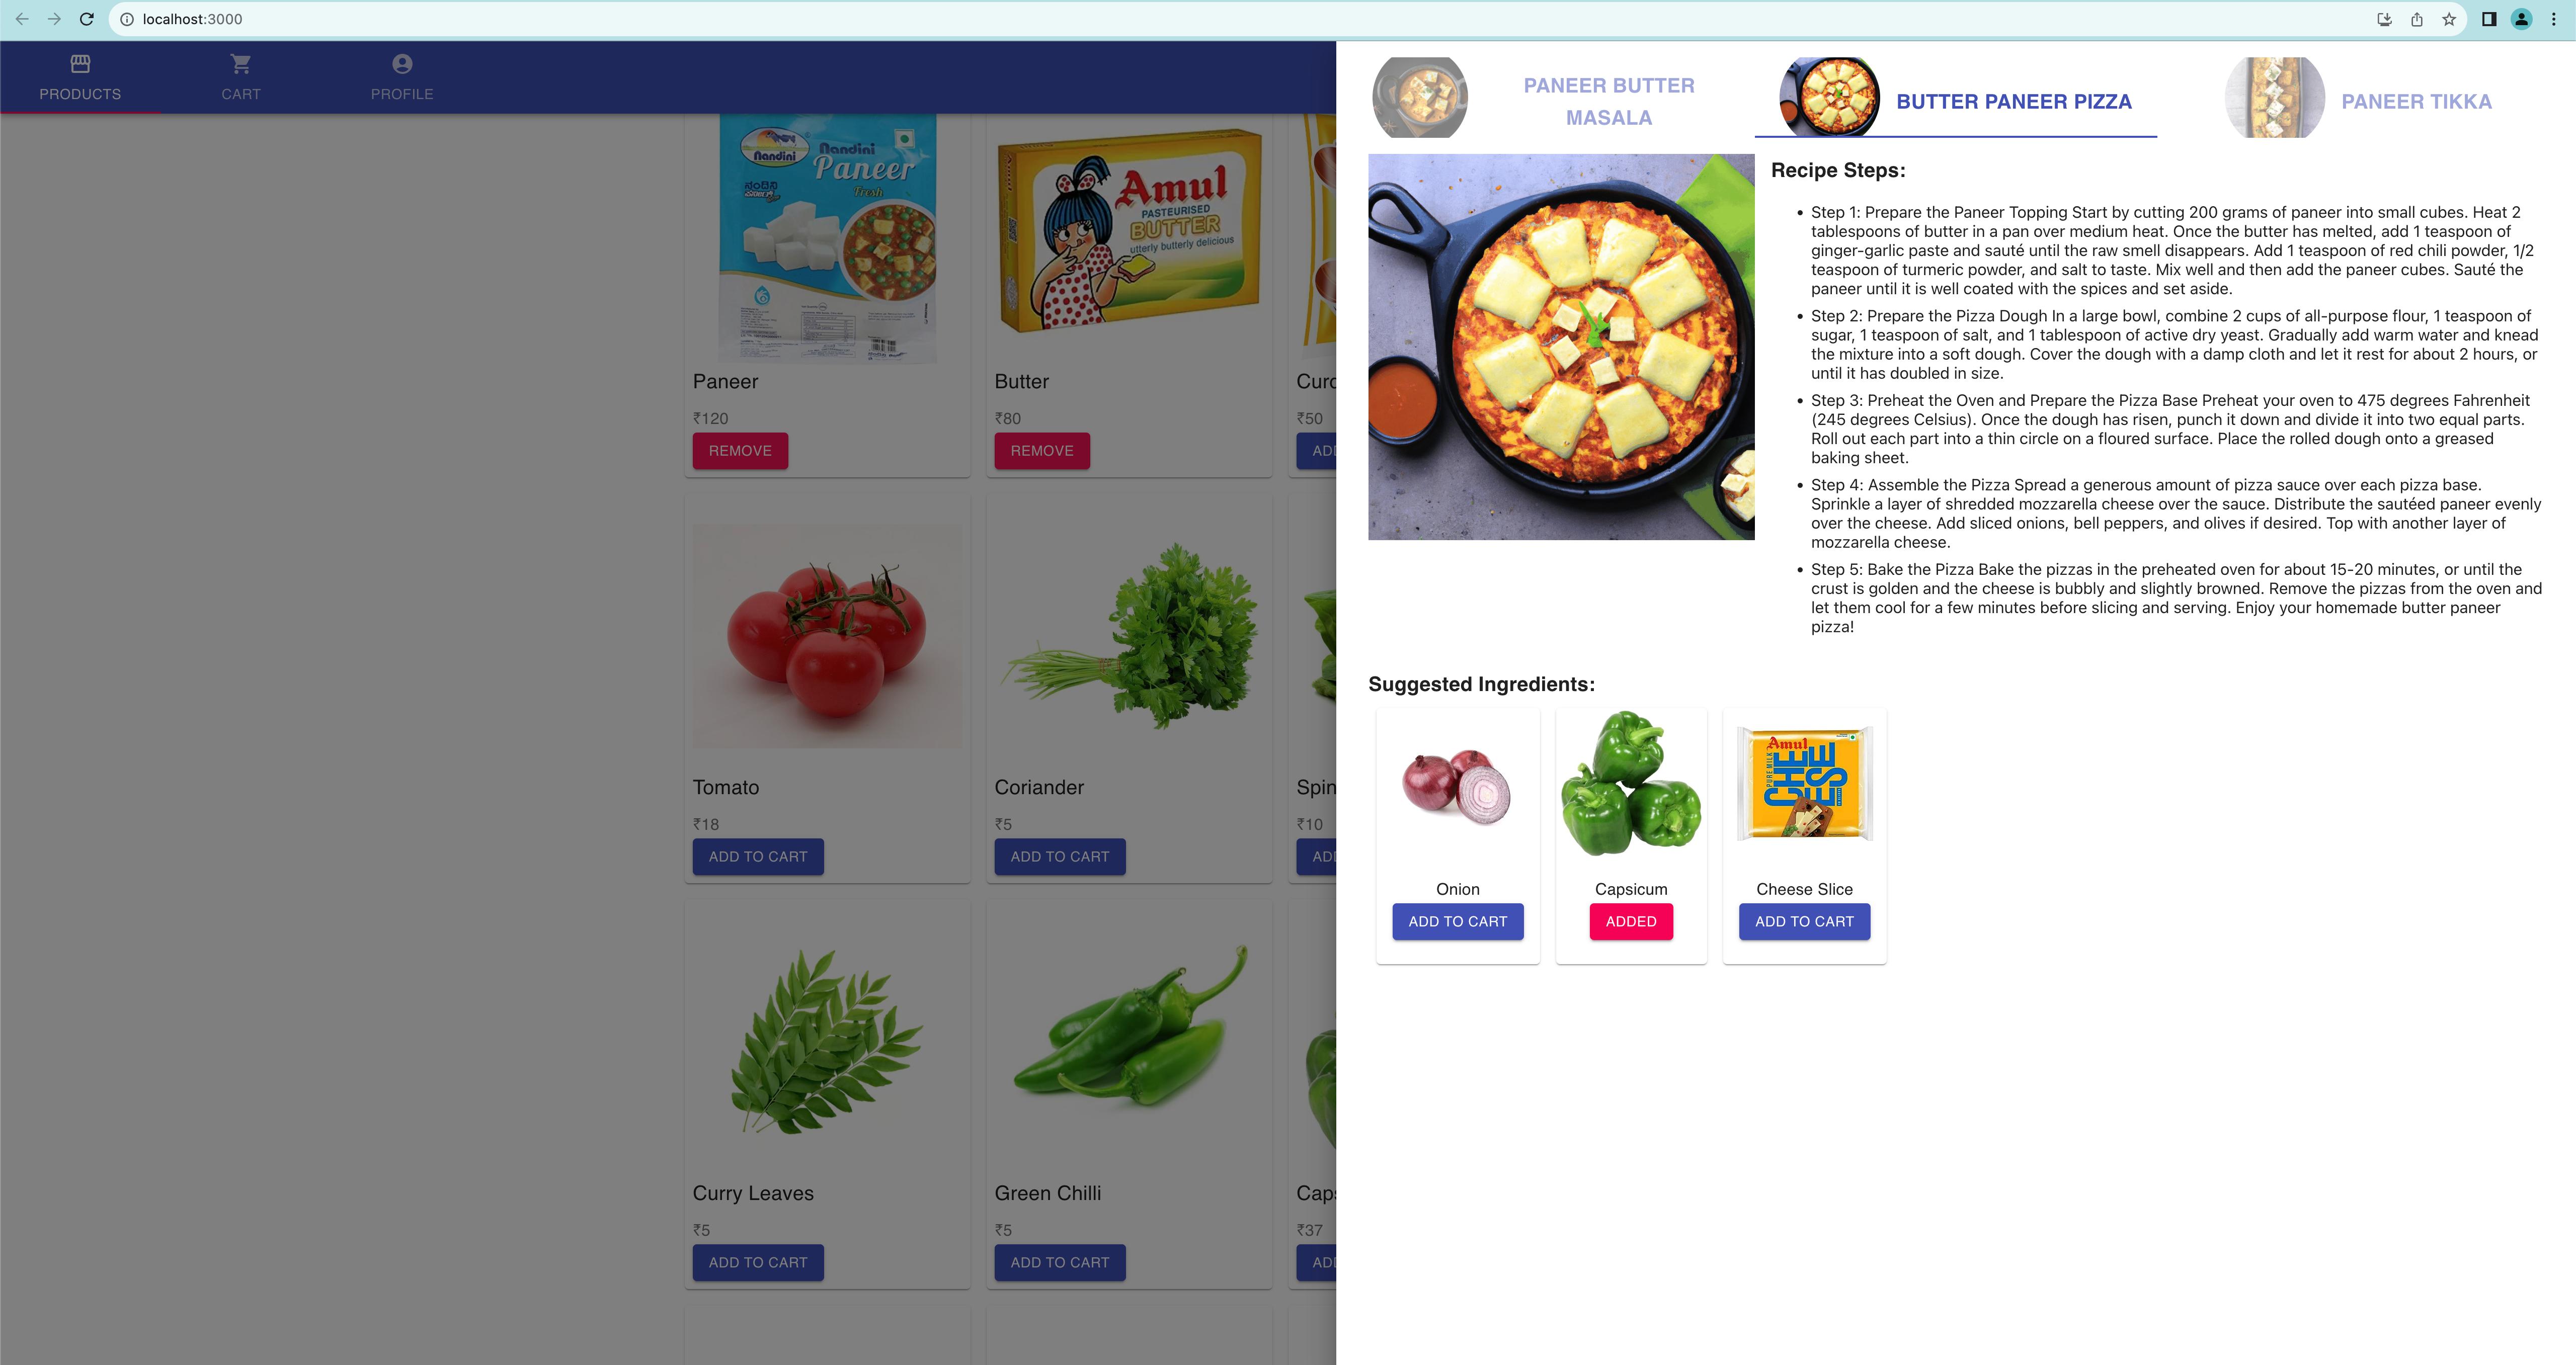 localhost:3000
PRODUCTS
CART
PROFILE
Nandini
Nandini
Paneer
Fresh
Paneer
₹120
REMOVE
Amul
PASTEURISED
BUTTER
utterly butterly delicious
Butter
₹80
REMOVE
₹50
Tomato
₹18
ADD TO CART
Coriander
₹5
ADD TO CART
₹10
Curry Leaves
₹5
ADD TO CART
Green Chilli
₹5
ADD TO CART
₹37
PANEER BUTTER
MASALA
BUTTER PANEER PIZZA
PANEER TIKKA
Recipe Steps:
• Step 1: Prepare the Paneer Topping Start by cutting 200 grams of paneer into small cubes. Heat 2
tablespoons of butter in a pan over medium heat. Once the butter has melted, add 1 teaspoon of
ginger-garlic paste and sauté until the raw smell disappears. Add 1 teaspoon of red chili powder, 1/2
teaspoon of turmeric powder, and salt to taste. Mix well and then add the paneer cubes. Sauté the
paneer until it is well coated with the spices and set aside.
• Step 2: Prepare the Pizza Dough In a large bowl, combine 2 cups of all-purpose flour, 1 teaspoon of
sugar, 1 teaspoon of salt, and 1 tablespoon of active dry yeast. Gradually add warm water and knead
the mixture into a soft dough. Cover the dough with a damp cloth and let it rest for about 2 hours, or
until it has doubled in size.
• Step 3: Preheat the Oven and Prepare the Pizza Base Preheat your oven to 475 degrees Fahrenheit
(245 degrees Celsius). Once the dough has risen, punch it down and divide it into two equal parts.
Roll out each part into a thin circle on a floured surface. Place the rolled dough onto a greased
baking sheet.
• Step 4: Assemble the Pizza Spread a generous amount of pizza sauce over each pizza base.
Sprinkle a layer of shredded mozzarella cheese over the sauce. Distribute the sautéed paneer evenly
over the cheese. Add sliced onions, bell peppers, and olives if desired. Top with another layer of
mozzarella cheese.
• Step 5: Bake the Pizza Bake the pizzas in the preheated oven for about 15-20 minutes, or until the
crust is golden and the cheese is bubbly and slightly browned. Remove the pizzas from the oven and
let them cool for a few minutes before slicing and serving. Enjoy your homemade butter paneer
pizza!
Suggested Ingredients:
Amul
PURE MILK
CHEESE
Onion
Capsicum
Cheese Slice
ADD TO CART
ADDED
ADD TO CART